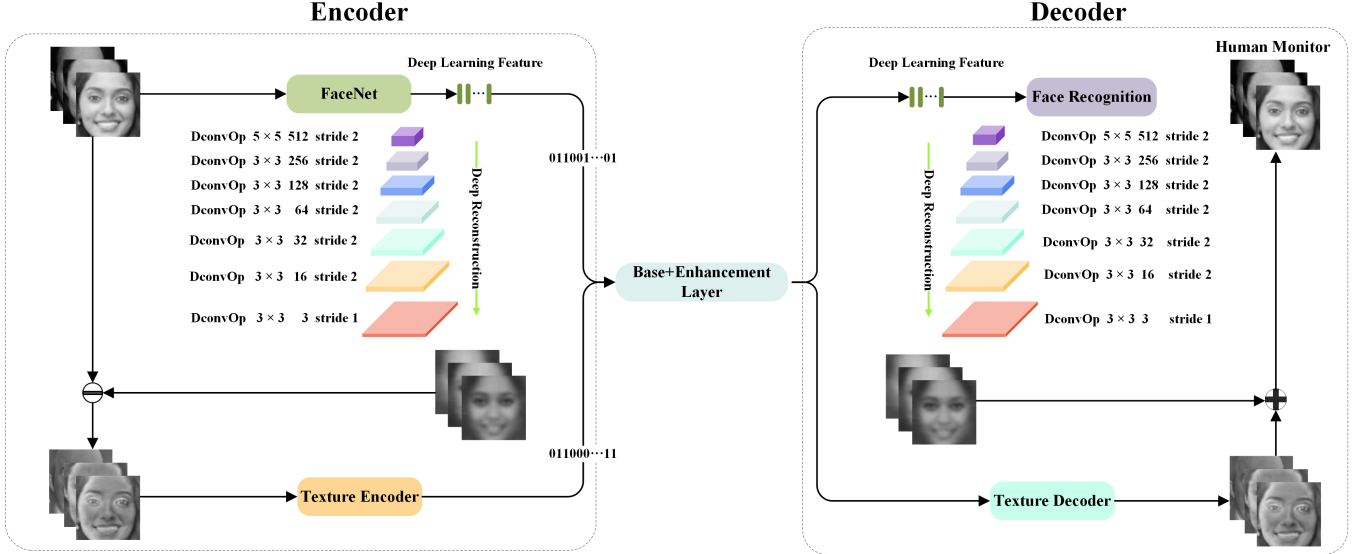 Encoder
Decoder
Deep Learning Feature
FaceNet
DconvOp 5 × 5 512 stride 2
DconvOp 3 × 3 256 stride 2
DconvOp 3 × 3 128 stride 2
DconvOp 3 × 3 64 stride 2
DconvOp 3 × 3 32 stride 2
DconvOp 3 × 3 16 stride 2
DconvOp 3 × 3 3 stride 1
Deep Reconstruction
011001···01
011000···11
Texture Encoder
Base+Enhancement
Layer
Human Monitor
Deep Learning Feature
···
Face Recognition
DconvOp 5 × 5 512 stride 2
DconvOp 3 × 3 256 stride 2
DconvOp 3 × 3 128 stride 2
DconvOp 3 × 3 64 stride 2
DconvOp 3 × 3 32 stride 2
DconvOp 3 × 3 16 stride 2
DconvOp 3 × 3 3 stride 1
Deep Reconstruction
Texture Decoder